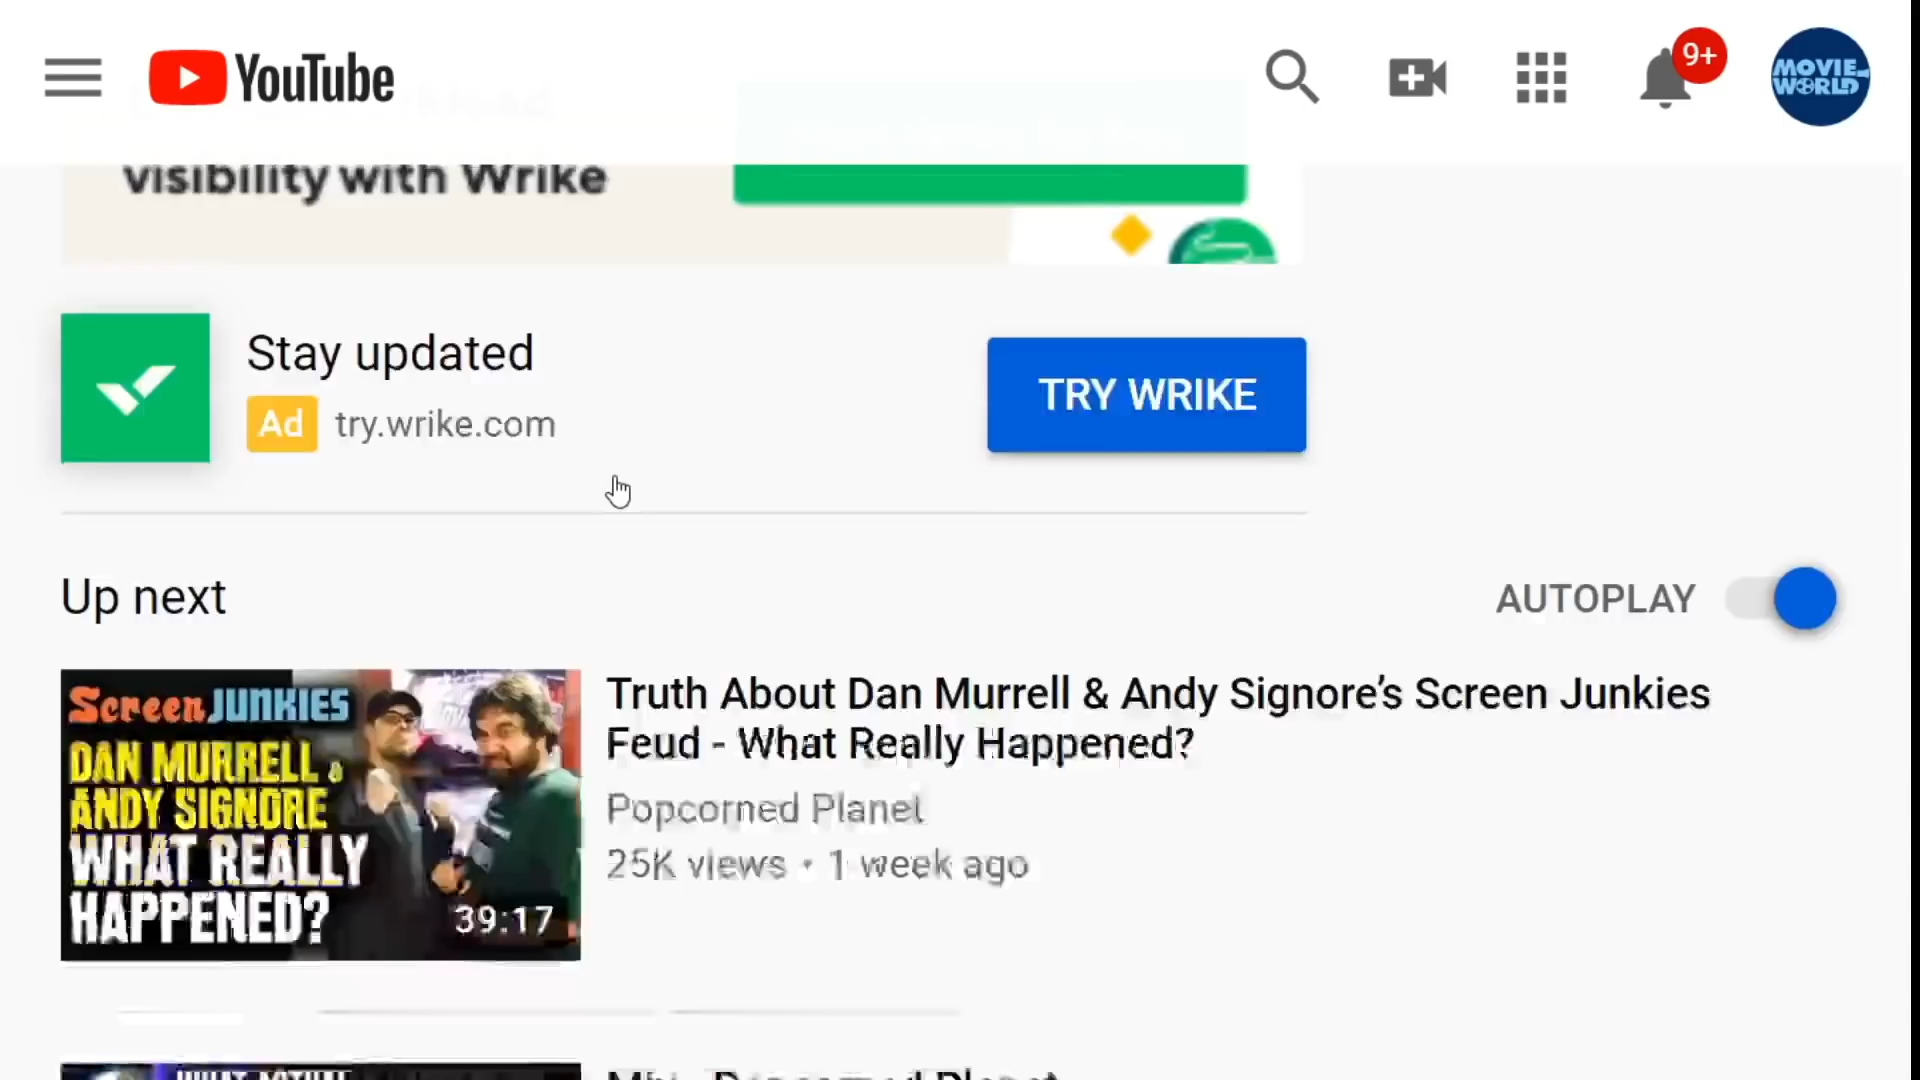 YouTube
9+
MOVIE-
WORLD
visibility with Wrike
Stay updated
TRY WRIKE
Ad try.wrike.com
Up next
AUTOPLAY
Truth About Dan Murrell & Andy Signore’s Screen Junkies
Feud - What Really Happened?
Popcorned Planet
25K views • 1 week ago
Screen JUNKIES
DAN MURRELL &
ANDY SIGNORE
WHAT REALLY
HAPPENED?
39:17